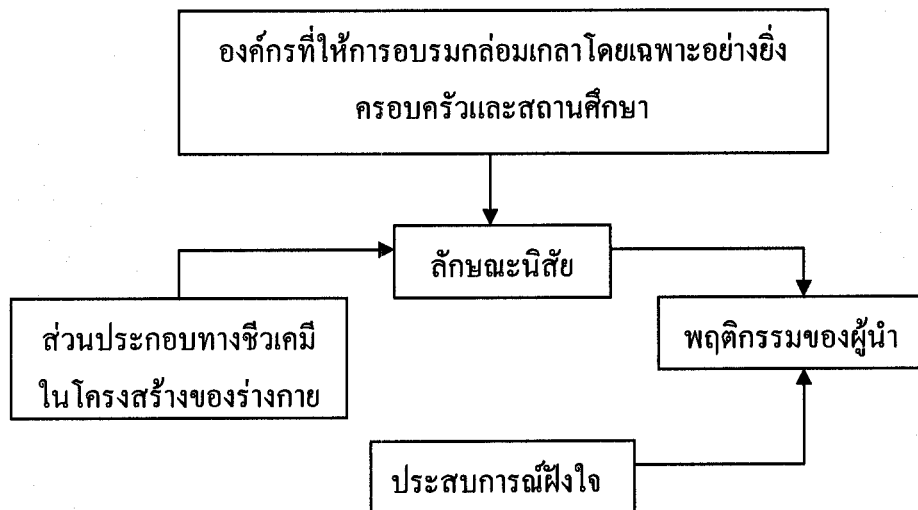 องค์กรที่ให้การอบรมกล่อมเกลาโดยเฉพาะอย่างยิ่ง
ครอบครัวและสถานศึกษา
ลักษณะนิสัย
ส่วนประกอบทางชีวเคมี
ในโครงสร้างของร่างกาย
พฤติกรรมของผู้นำ
ประสบการณ์ฝังใจ